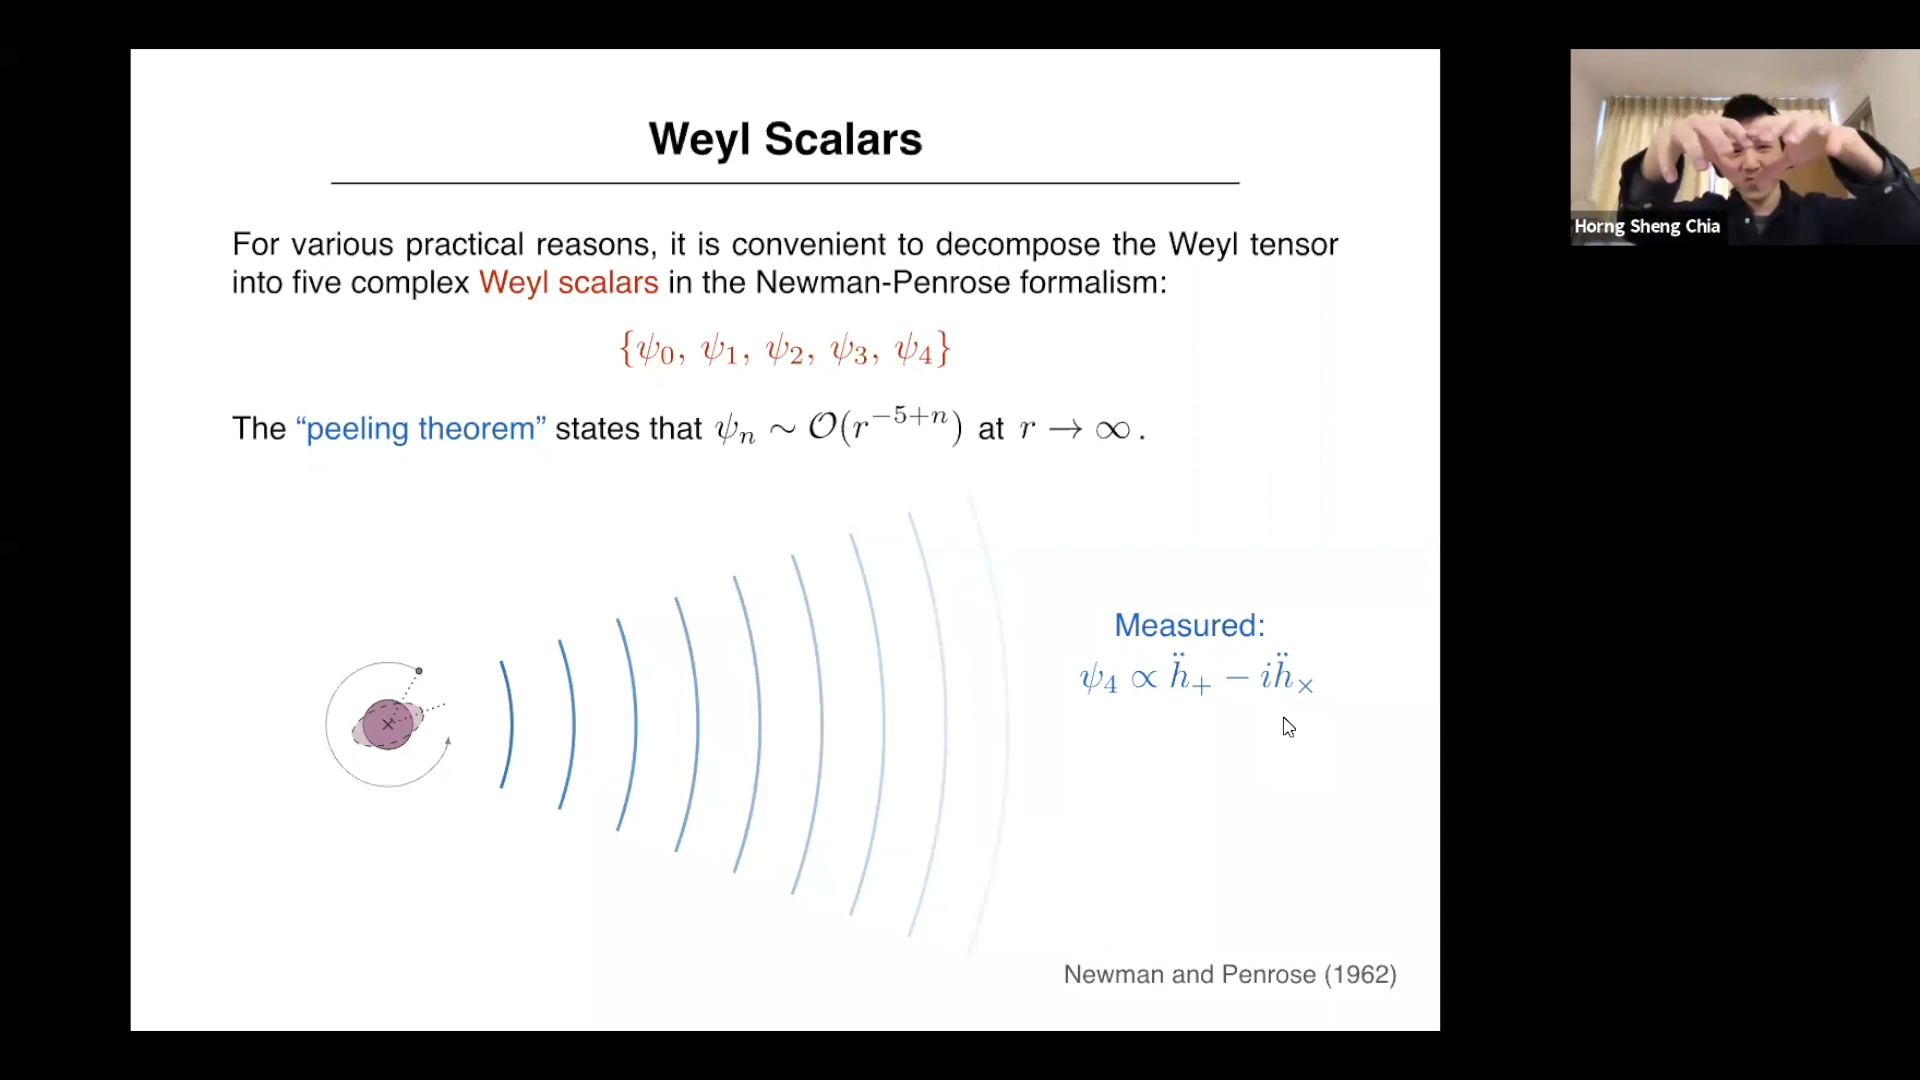 Weyl Scalars
For various practical reasons, it is convenient to decompose the Weyl tensor
into five complex Weyl scalars in the Newman-Penrose formalism:
{ψ₀, ψ₁, ψ₂, ψ₃, ψ₄}
The “peeling theorem” states that ψₙ ∼ 𝒪(r⁻⁵⁺ⁿ) at r → ∞ .
Measured:
ψ₄ ∝ ḧ₊ − iḧ×
Newman and Penrose (1962)
Horng Sheng Chia